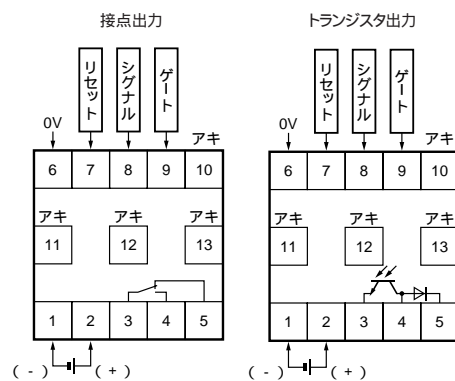 接点出力
トランジスタ出力
リセット
シグナル
ゲート
リセット
シグナル
ゲート
0V
アキ
0V
アキ
6 7 8 9 10
6 7 8 9 10
アキ アキ アキ
アキ アキ アキ
11 12 13
11 12 13
1 2 3 4 5
1 2 3 4 5
( - ) ( + )
( - ) ( + )